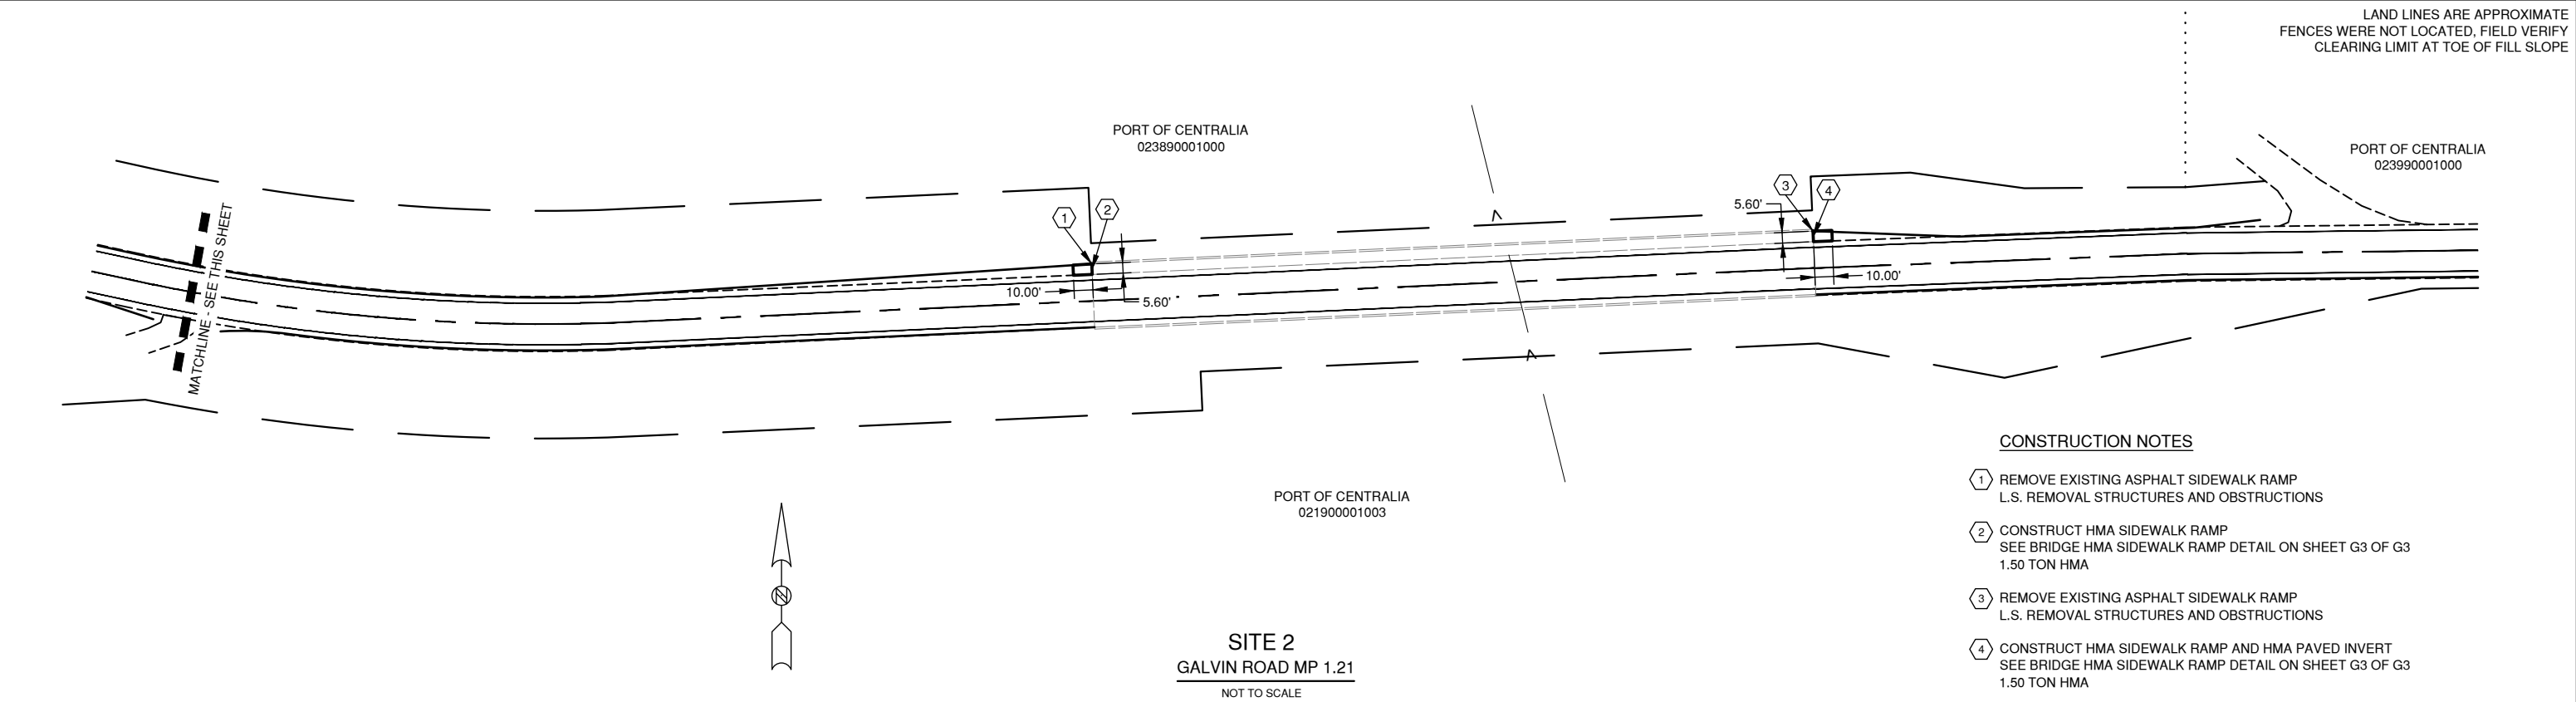 LAND LINES ARE APPROXIMATE
FENCES WERE NOT LOCATED, FIELD VERIFY
CLEARING LIMIT AT TOE OF FILL SLOPE
PORT OF CENTRALIA
023890001000
PORT OF CENTRALIA
023990001000
MATCHLINE - SEE THIS SHEET
1
2
3
4
5.60'
10.00'
5.60'
10.00'
PORT OF CENTRALIA
021900001003
N
SITE 2
GALVIN ROAD MP 1.21
NOT TO SCALE
CONSTRUCTION NOTES
1 REMOVE EXISTING ASPHALT SIDEWALK RAMP
L.S. REMOVAL STRUCTURES AND OBSTRUCTIONS
2 CONSTRUCT HMA SIDEWALK RAMP
SEE BRIDGE HMA SIDEWALK RAMP DETAIL ON SHEET G3 OF G3
1.50 TON HMA
3 REMOVE EXISTING ASPHALT SIDEWALK RAMP
L.S. REMOVAL STRUCTURES AND OBSTRUCTIONS
4 CONSTRUCT HMA SIDEWALK RAMP AND HMA PAVED INVERT
SEE BRIDGE HMA SIDEWALK RAMP DETAIL ON SHEET G3 OF G3
1.50 TON HMA